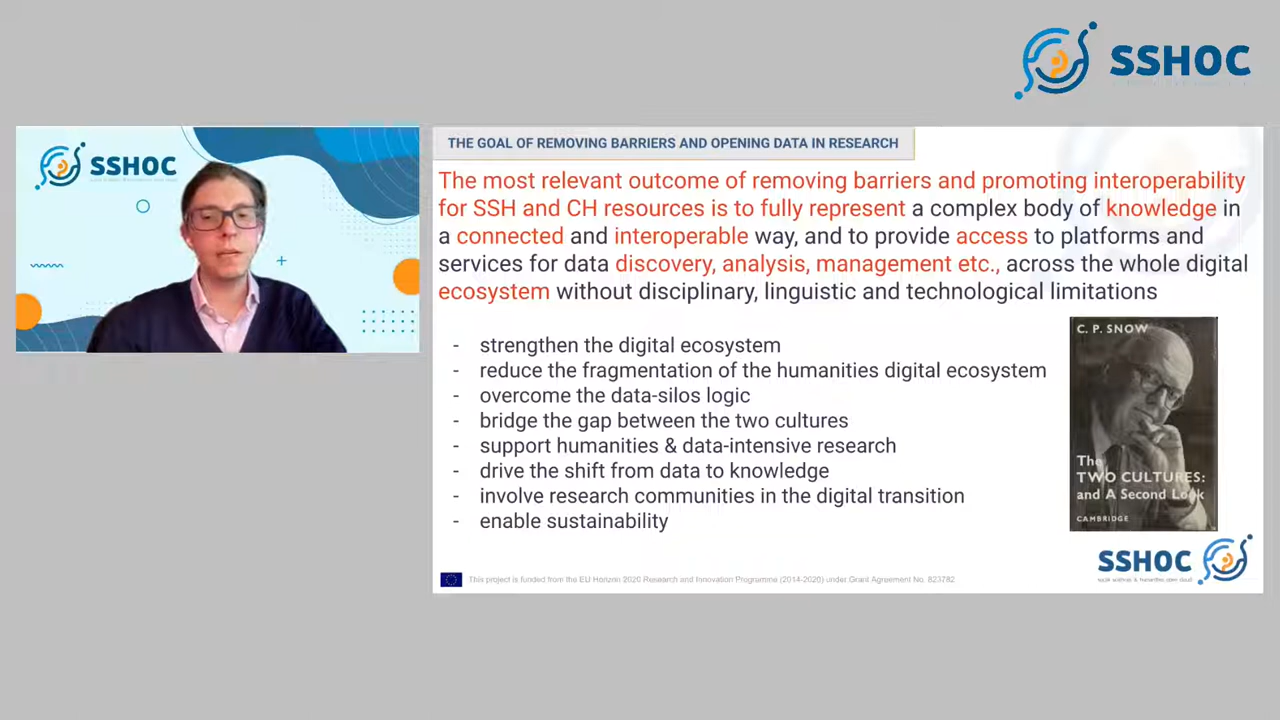 SSHOC
SSHOC
THE GOAL OF REMOVING BARRIERS AND OPENING DATA IN RESEARCH
The most relevant outcome of removing barriers and promoting interoperability
for SSH and CH resources is to fully represent a complex body of knowledge in
a connected and interoperable way, and to provide access to platforms and
services for data discovery, analysis, management etc., across the whole digital
ecosystem without disciplinary, linguistic and technological limitations
- strengthen the digital ecosystem
- reduce the fragmentation of the humanities digital ecosystem
- overcome the data-silos logic
- bridge the gap between the two cultures
- support humanities & data-intensive research
- drive the shift from data to knowledge
- involve research communities in the digital transition
- enable sustainability
C. P. SNOW
The
TWO CULTURES:
and A Second Look
CAMBRIDGE
SSHOC
social sciences & humanities open cloud
This project is funded from the EU Horizon 2020 Research and Innovation Programme (2014-2020) under Grant Agreement No. 823782